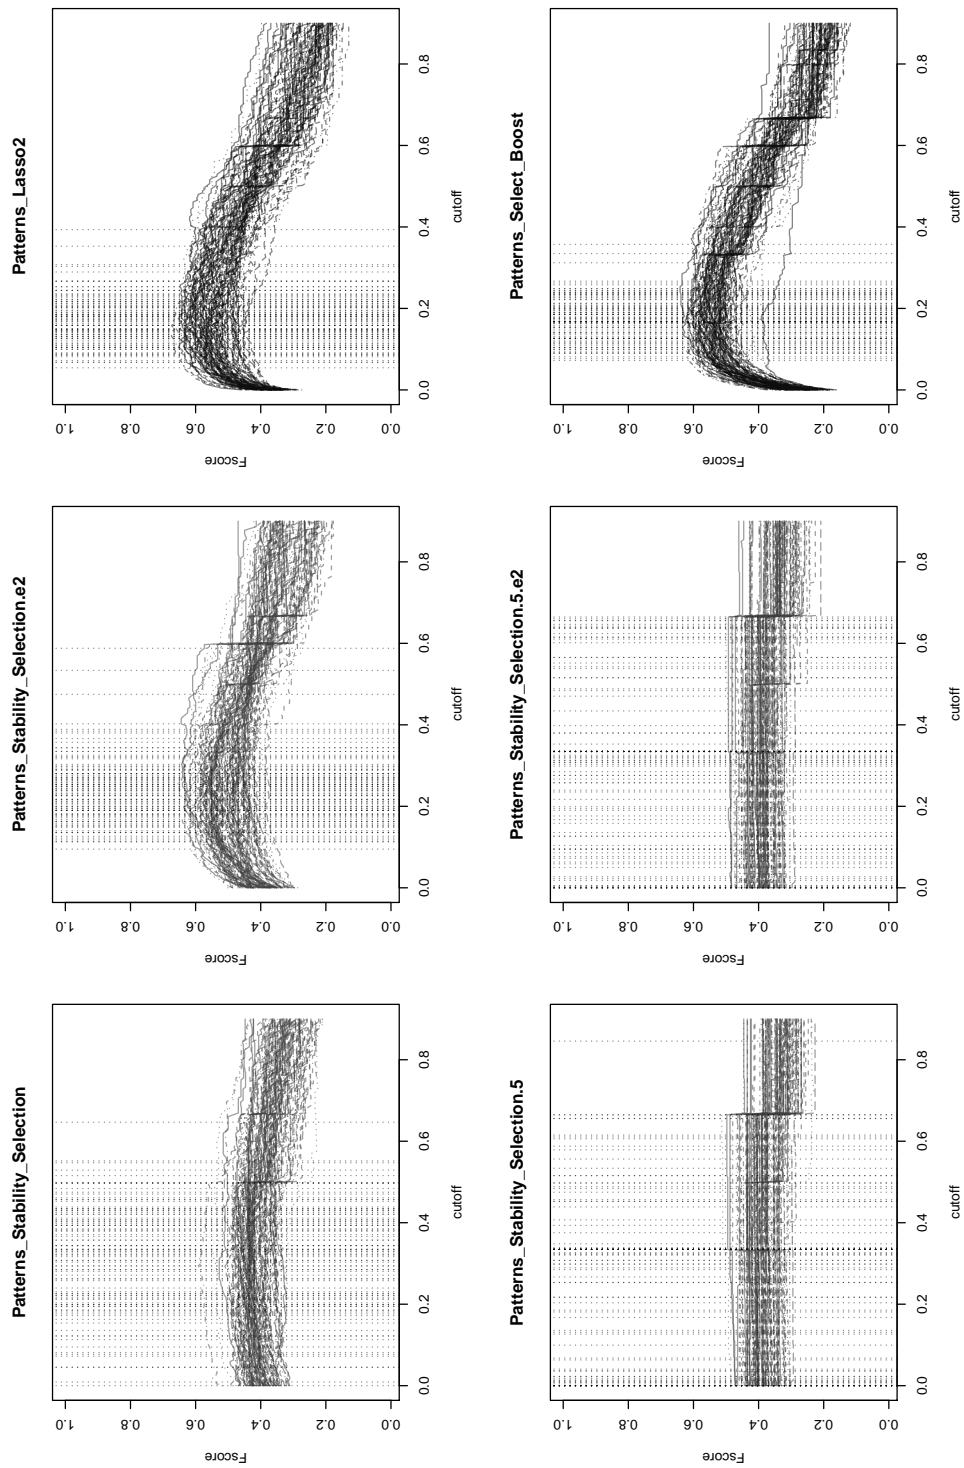 Patterns_Stability_Selection
1.0
0.8
0.6
0.4
0.2
0.0
Fscore
0.0 0.2 0.4 0.6 0.8
cutoff
Patterns_Stability_Selection.e2
1.0
0.8
0.6
0.4
0.2
0.0
Fscore
0.0 0.2 0.4 0.6 0.8
cutoff
Patterns_Lasso2
1.0
0.8
0.6
0.4
0.2
0.0
Fscore
0.0 0.2 0.4 0.6 0.8
cutoff
Patterns_Stability_Selection.5
1.0
0.8
0.6
0.4
0.2
0.0
Fscore
0.0 0.2 0.4 0.6 0.8
cutoff
Patterns_Stability_Selection.5.e2
1.0
0.8
0.6
0.4
0.2
0.0
Fscore
0.0 0.2 0.4 0.6 0.8
cutoff
Patterns_Select_Boost
1.0
0.8
0.6
0.4
0.2
0.0
Fscore
0.0 0.2 0.4 0.6 0.8
cutoff